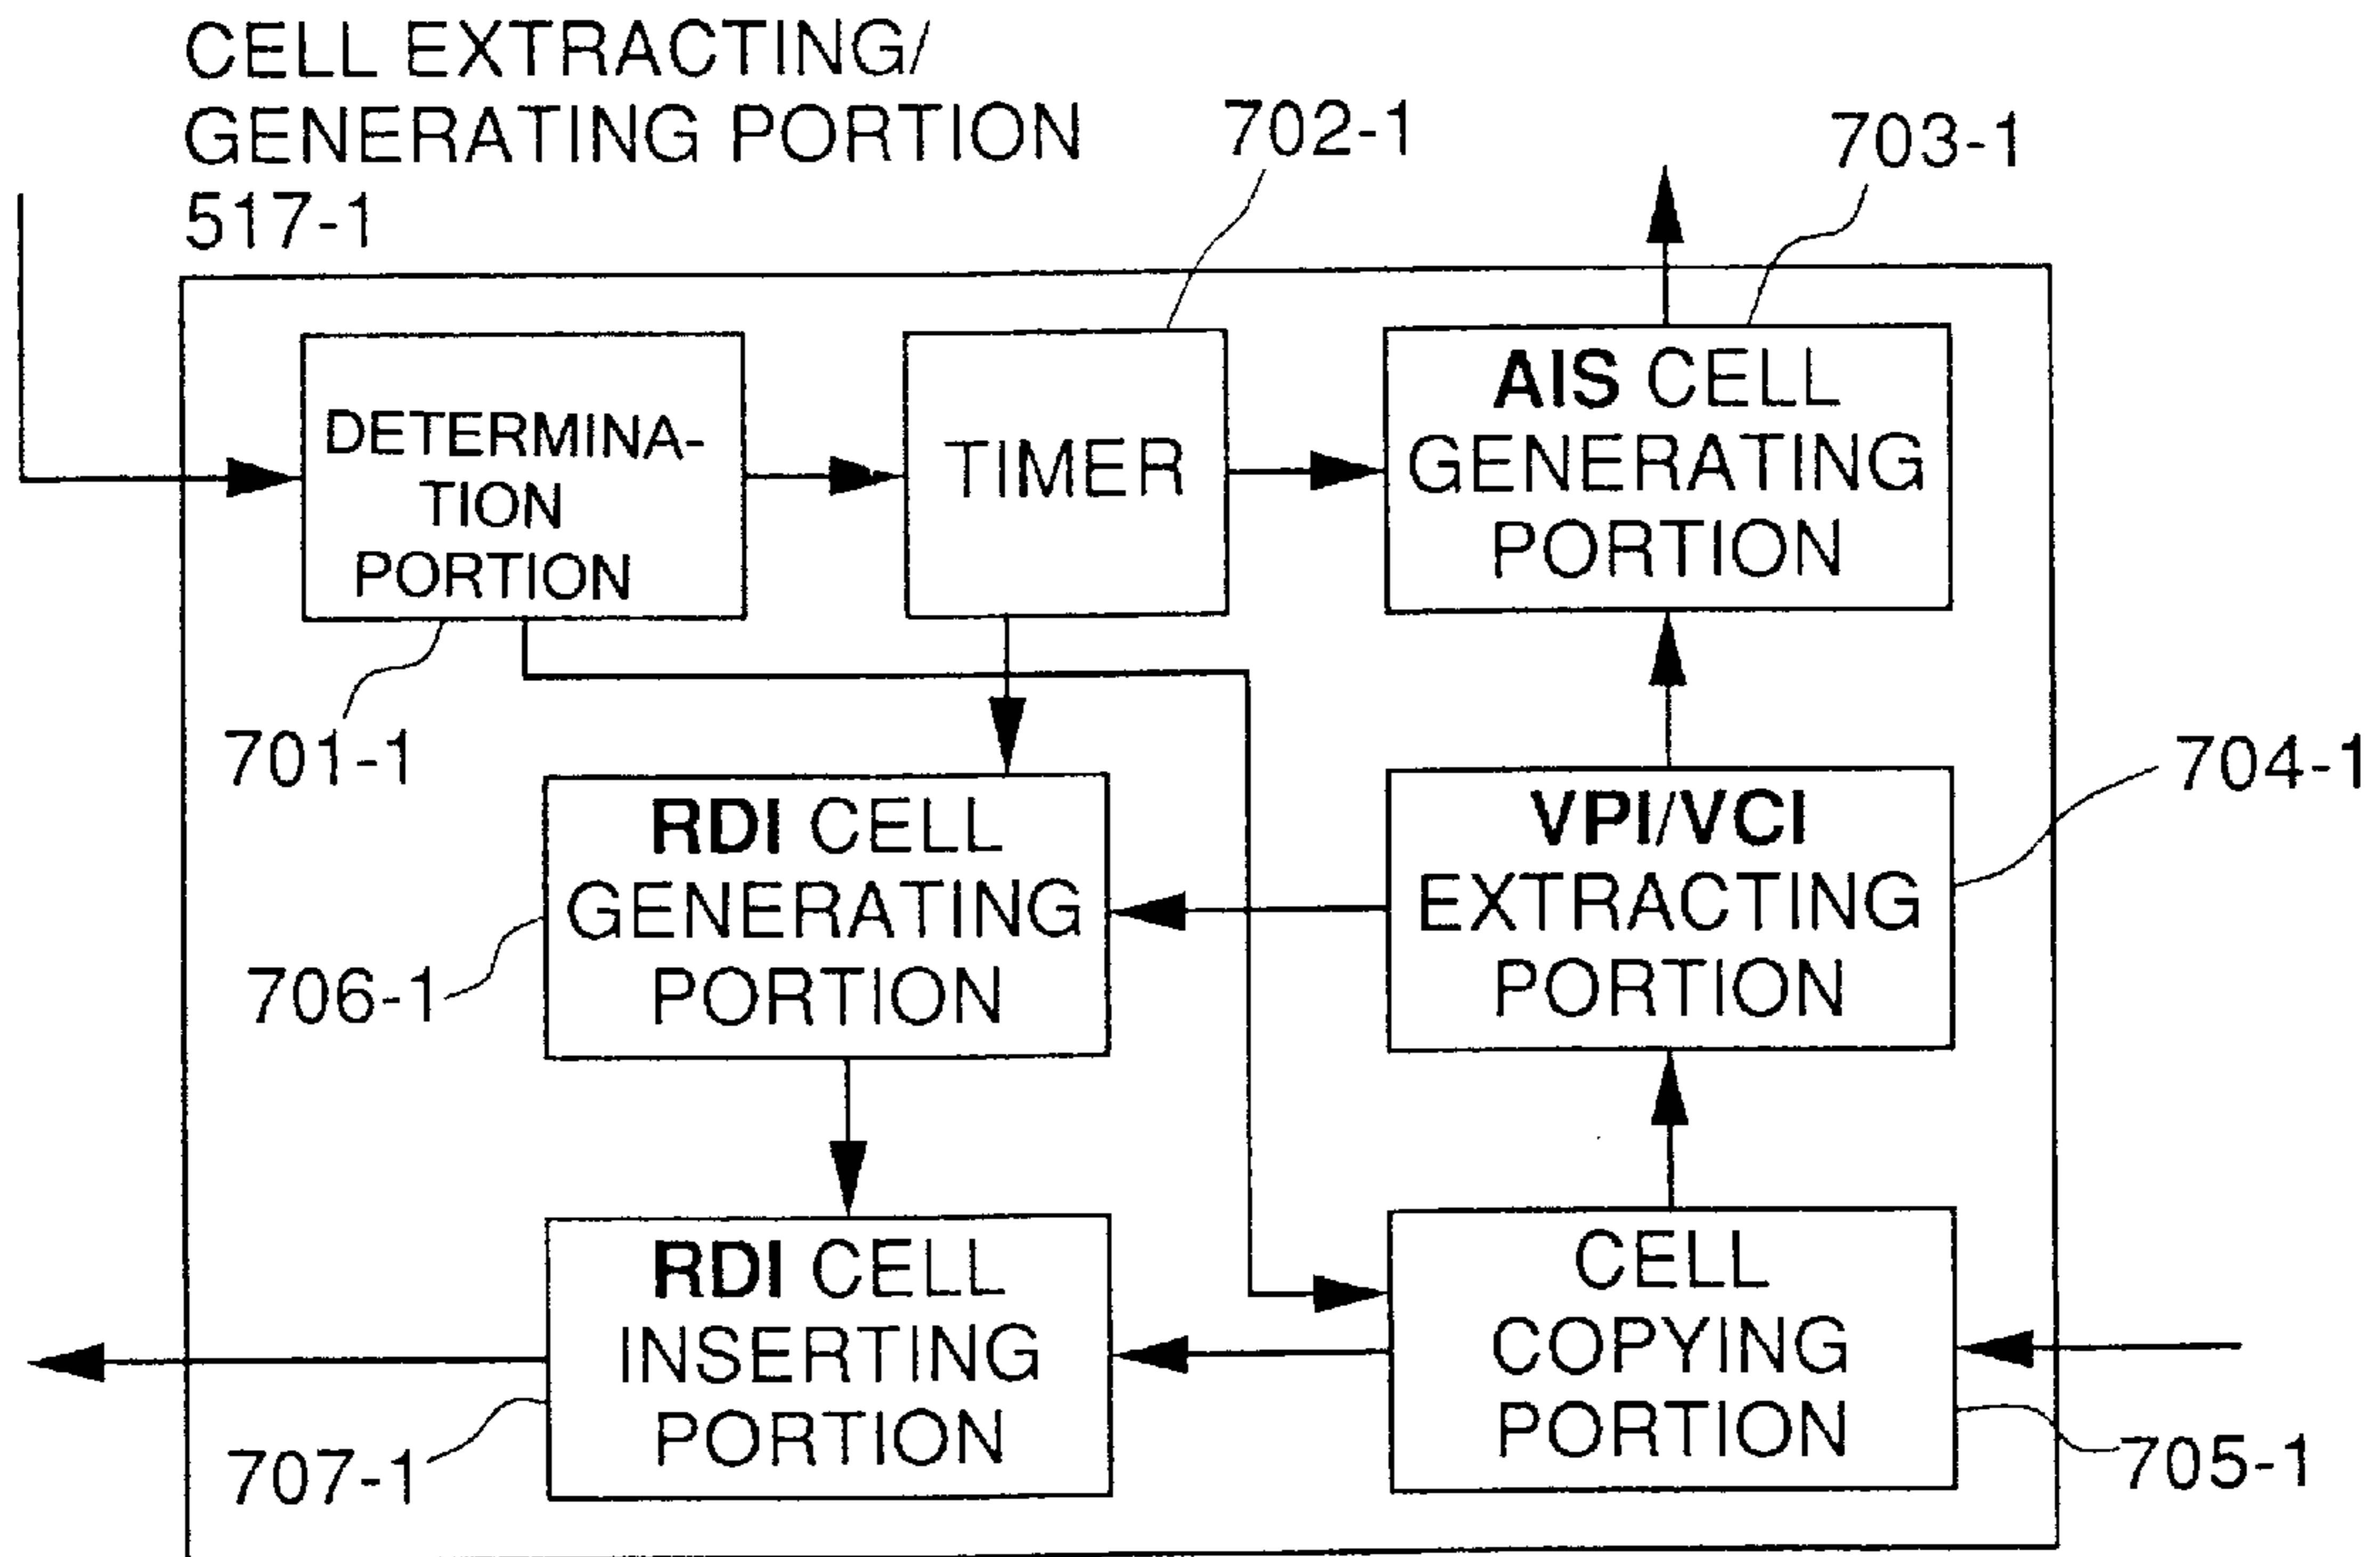 CELL EXTRACTING/
GENERATING PORTION
517-1
702-1
703-1
DETERMINA-
TION
PORTION
TIMER
AIS CELL
GENERATING
PORTION
701-1
704-1
RDI CELL
GENERATING
PORTION
VPI/VCI
EXTRACTING
PORTION
706-1
RDI CELL
INSERTING
PORTION
CELL
COPYING
PORTION
707-1
705-1